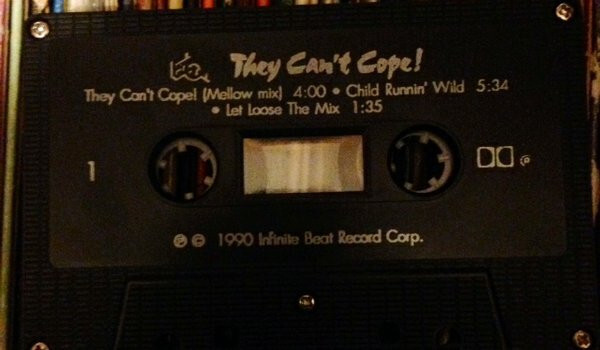 They Can't Cope!
They Can't Cope! (Mellow mix) 4:00 • Child Runnin' Wild 5:34
• Let Loose The Mix 1:35
1
℗ © 1990 Infinite Beat Record Corp.